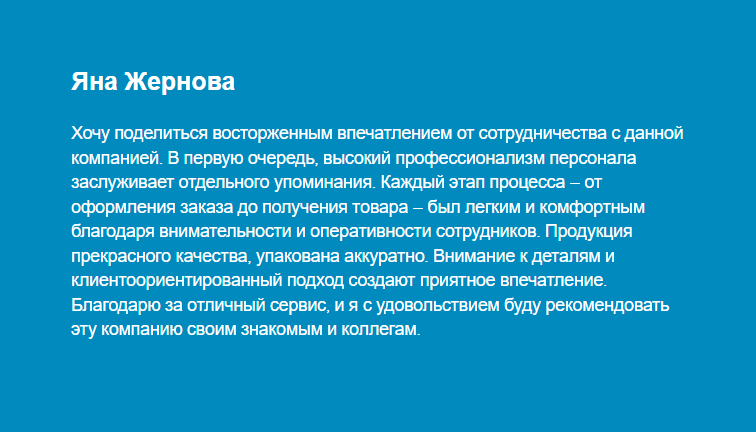 Яна Жернова
Хочу поделиться восторженным впечатлением от сотрудничества с данной
компанией. В первую очередь, высокий профессионализм персонала
заслуживает отдельного упоминания. Каждый этап процесса – от
оформления заказа до получения товара – был легким и комфортным
благодаря внимательности и оперативности сотрудников. Продукция
прекрасного качества, упакована аккуратно. Внимание к деталям и
клиентоориентированный подход создают приятное впечатление.
Благодарю за отличный сервис, и я с удовольствием буду рекомендовать
эту компанию своим знакомым и коллегам.